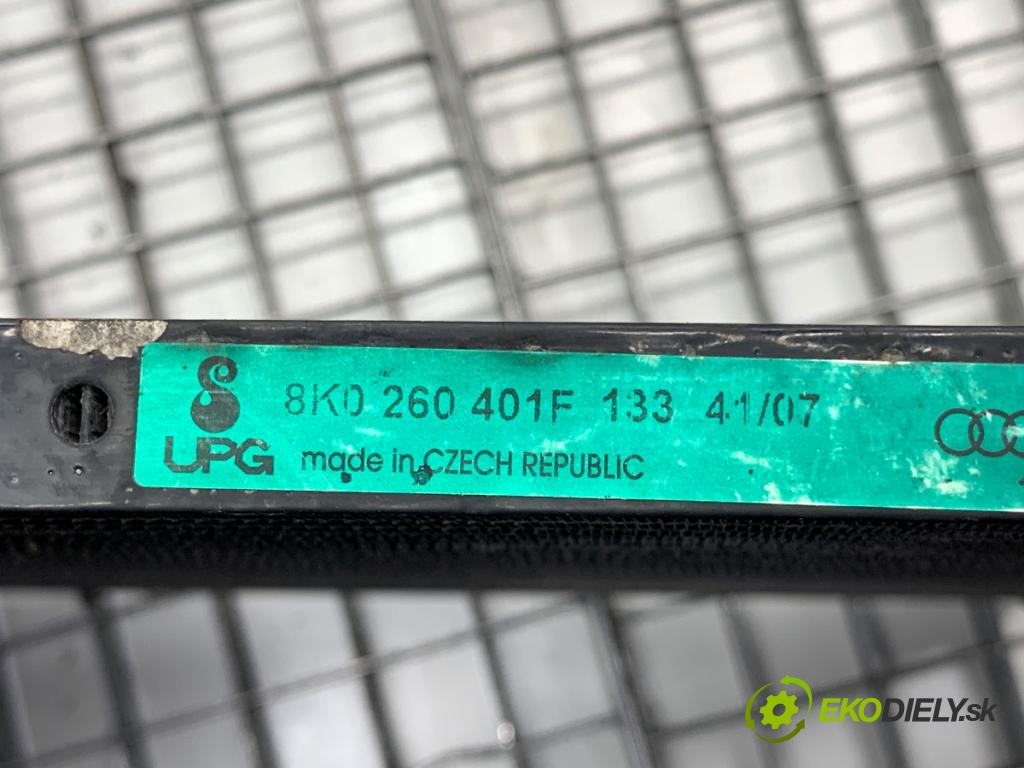 8K0 260 401F 133 41/07
UPG made in CZECH REPUBLIC
EKODIELY.sk